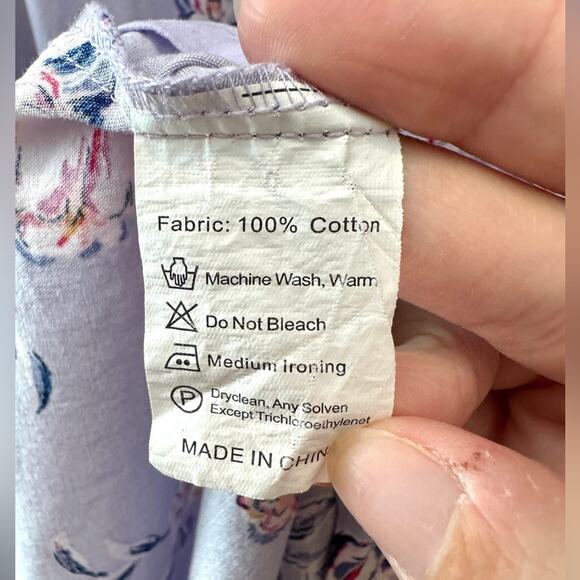 Fabric: 100% Cotton
Machine Wash, Warm
Do Not Bleach
Medium ironing
P Dryclean, Any Solven
Except Trichloroethylenet
MADE IN CHIN